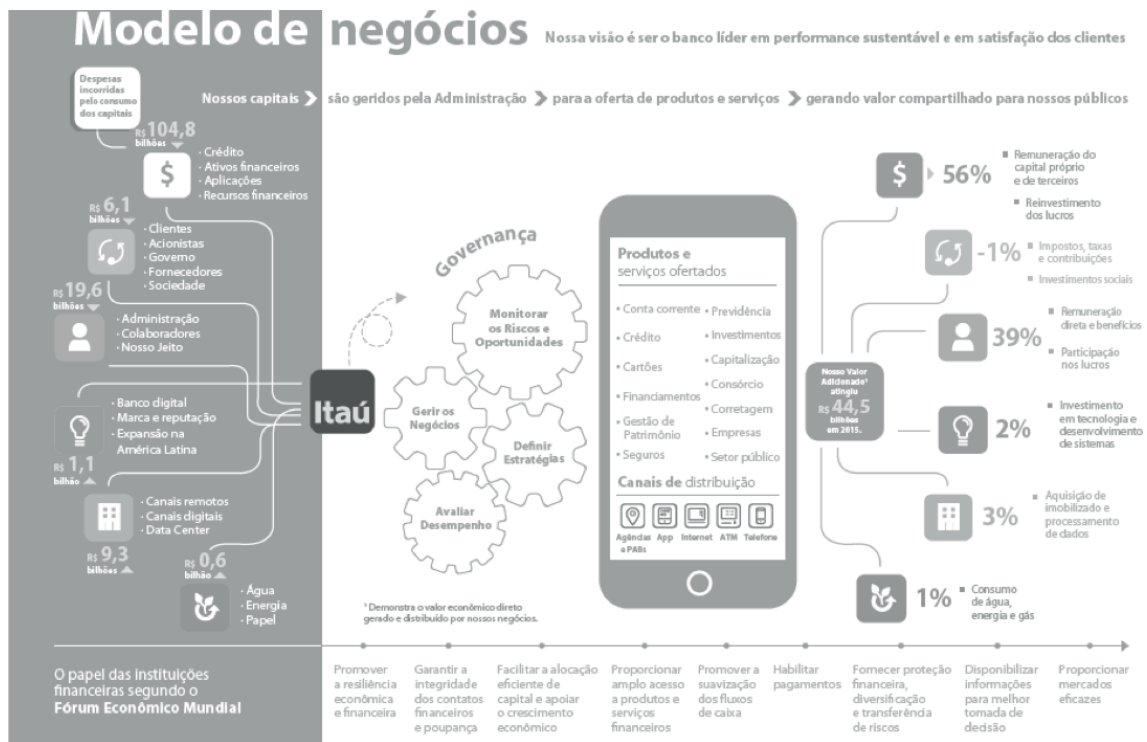 Modelo de negócios
Nossa visão é ser o banco líder em performance sustentável e em satisfação dos clientes
Despesas
incorridas
pelo consumo
dos capitais
Nossos capitais
são geridos pela Administração
para a oferta de produtos e serviços
gerando valor compartilhado para nossos públicos
R$ 104,8
bilhões
· Crédito
· Ativos financeiros
· Aplicações
· Recursos financeiros
R$ 6,1
bilhões
· Clientes
· Acionistas
· Governo
· Fornecedores
· Sociedade
R$ 19,6
bilhões
· Administração
· Colaboradores
· Nosso Jeito
· Banco digital
· Marca e reputação
· Expansão na
América Latina
R$ 1,1
bilhão
· Canais remotos
· Canais digitais
· Data Center
R$ 9,3
bilhões
R$ 0,6
bilhão
· Água
· Energia
· Papel
Itaú
Governança
Monitorar
os Riscos e
Oportunidades
Gerir os
Negócios
Definir
Estratégias
Avaliar
Desempenho
¹ Demonstra o valor econômico direto
gerado e distribuído por nossos negócios.
Produtos e
serviços ofertados
• Conta corrente
• Crédito
• Cartões
• Financiamentos
• Gestão de
Patrimônio
• Seguros
• Previdência
• Investimentos
• Capitalização
• Consórcio
• Corretagem
• Empresas
• Setor público
Canais de distribuição
Agências
e PABs
App
Internet
ATM
Telefone
Nosso Valor
Adicionado¹
atingiu
R$ 44,5
bilhões
em 2015.
$
56%
Remuneração do
capital próprio
e de terceiros
Reinvestimento
dos lucros
-1%
Impostos, taxas
e contribuições
Investimentos sociais
39%
Remuneração
direta e benefícios
Participação
nos lucros
2%
Investimento
em tecnologia e
desenvolvimento
de sistemas
3%
Aquisição de
imobilizado e
processamento
de dados
1%
Consumo
de água,
energia e gás
O papel das instituições
financeiras segundo o
Fórum Econômico Mundial
Promover
a resiliência
econômica
e financeira
Garantir a
integridade
dos contatos
financeiros
e poupança
Facilitar a alocação
eficiente de
capital e apoiar
o crescimento
econômico
Proporcionar
amplo acesso
a produtos e
serviços
financeiros
Promover a
suavização
dos fluxos
de caixa
Habilitar
pagamentos
Fornecer proteção
financeira,
diversificação
e transferência
de riscos
Disponibilizar
informações
para melhor
tomada de
decisão
Proporcionar
mercados
eficazes